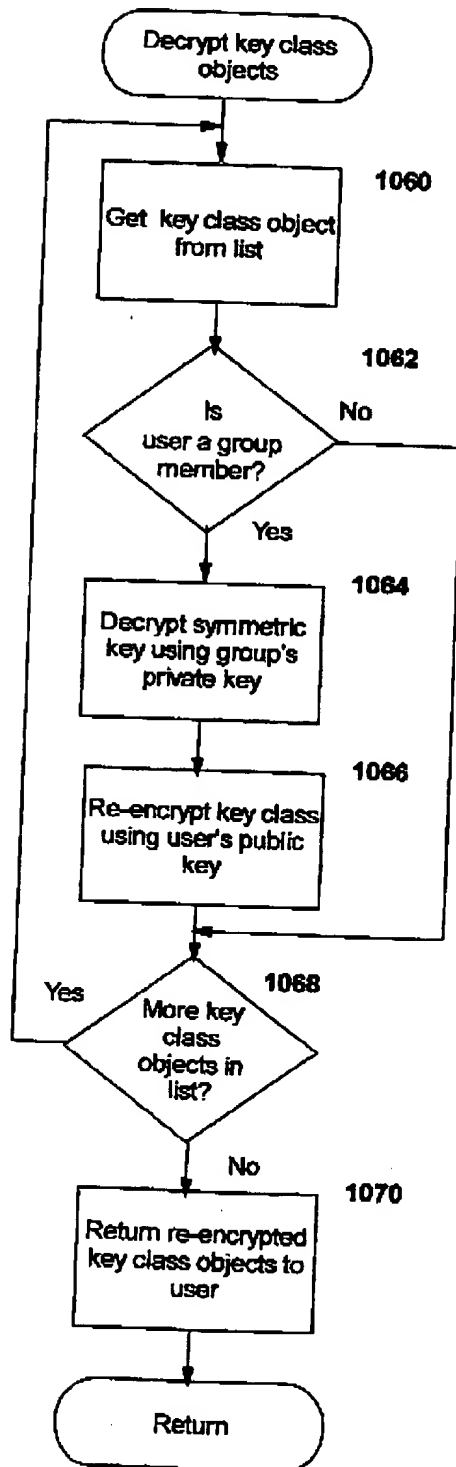 Decrypt key class
objects
1060
Get key class object
from list
1062
Is
user a group
member?
No
Yes
1064
Decrypt symmetric
key using group's
private key
1066
Re-encrypt key class
using user's public
key
1068
Yes
More key
class
objects in
list?
No
1070
Return re-encrypted
key class objects to
user
Return